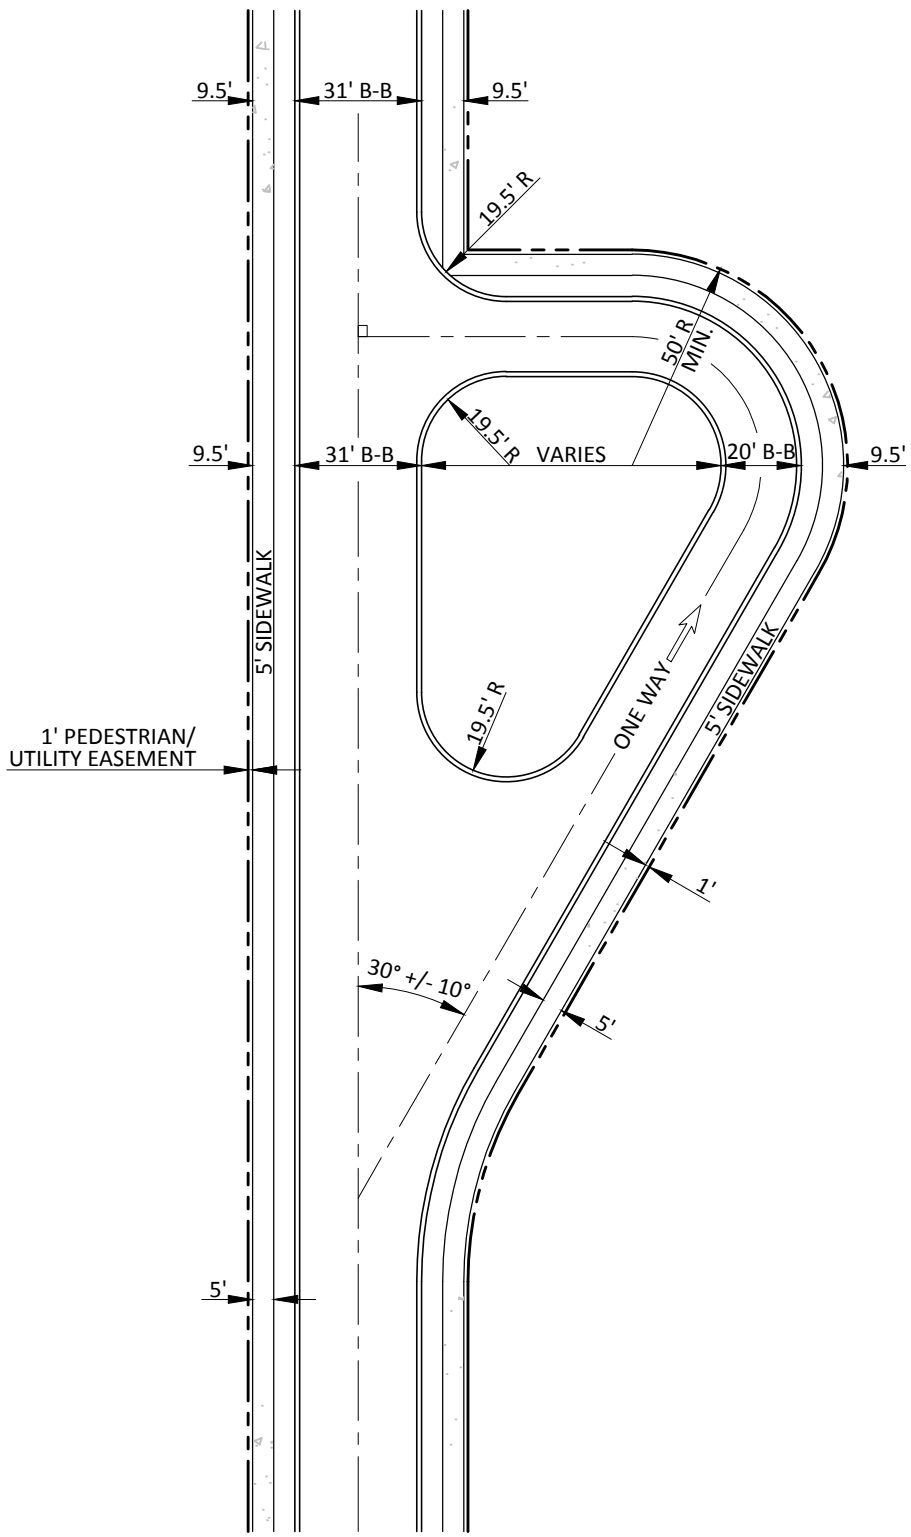 9.5'
31' B-B
9.5'
19.5' R
50' R
MIN.
19.5' R
9.5'
31' B-B
VARIES
20' B-B
9.5'
5' SIDEWALK
ONE WAY
5' SIDEWALK
19.5' R
1' PEDESTRIAN/
UTILITY EASEMENT
1'
30° +/- 10°
5'
5'